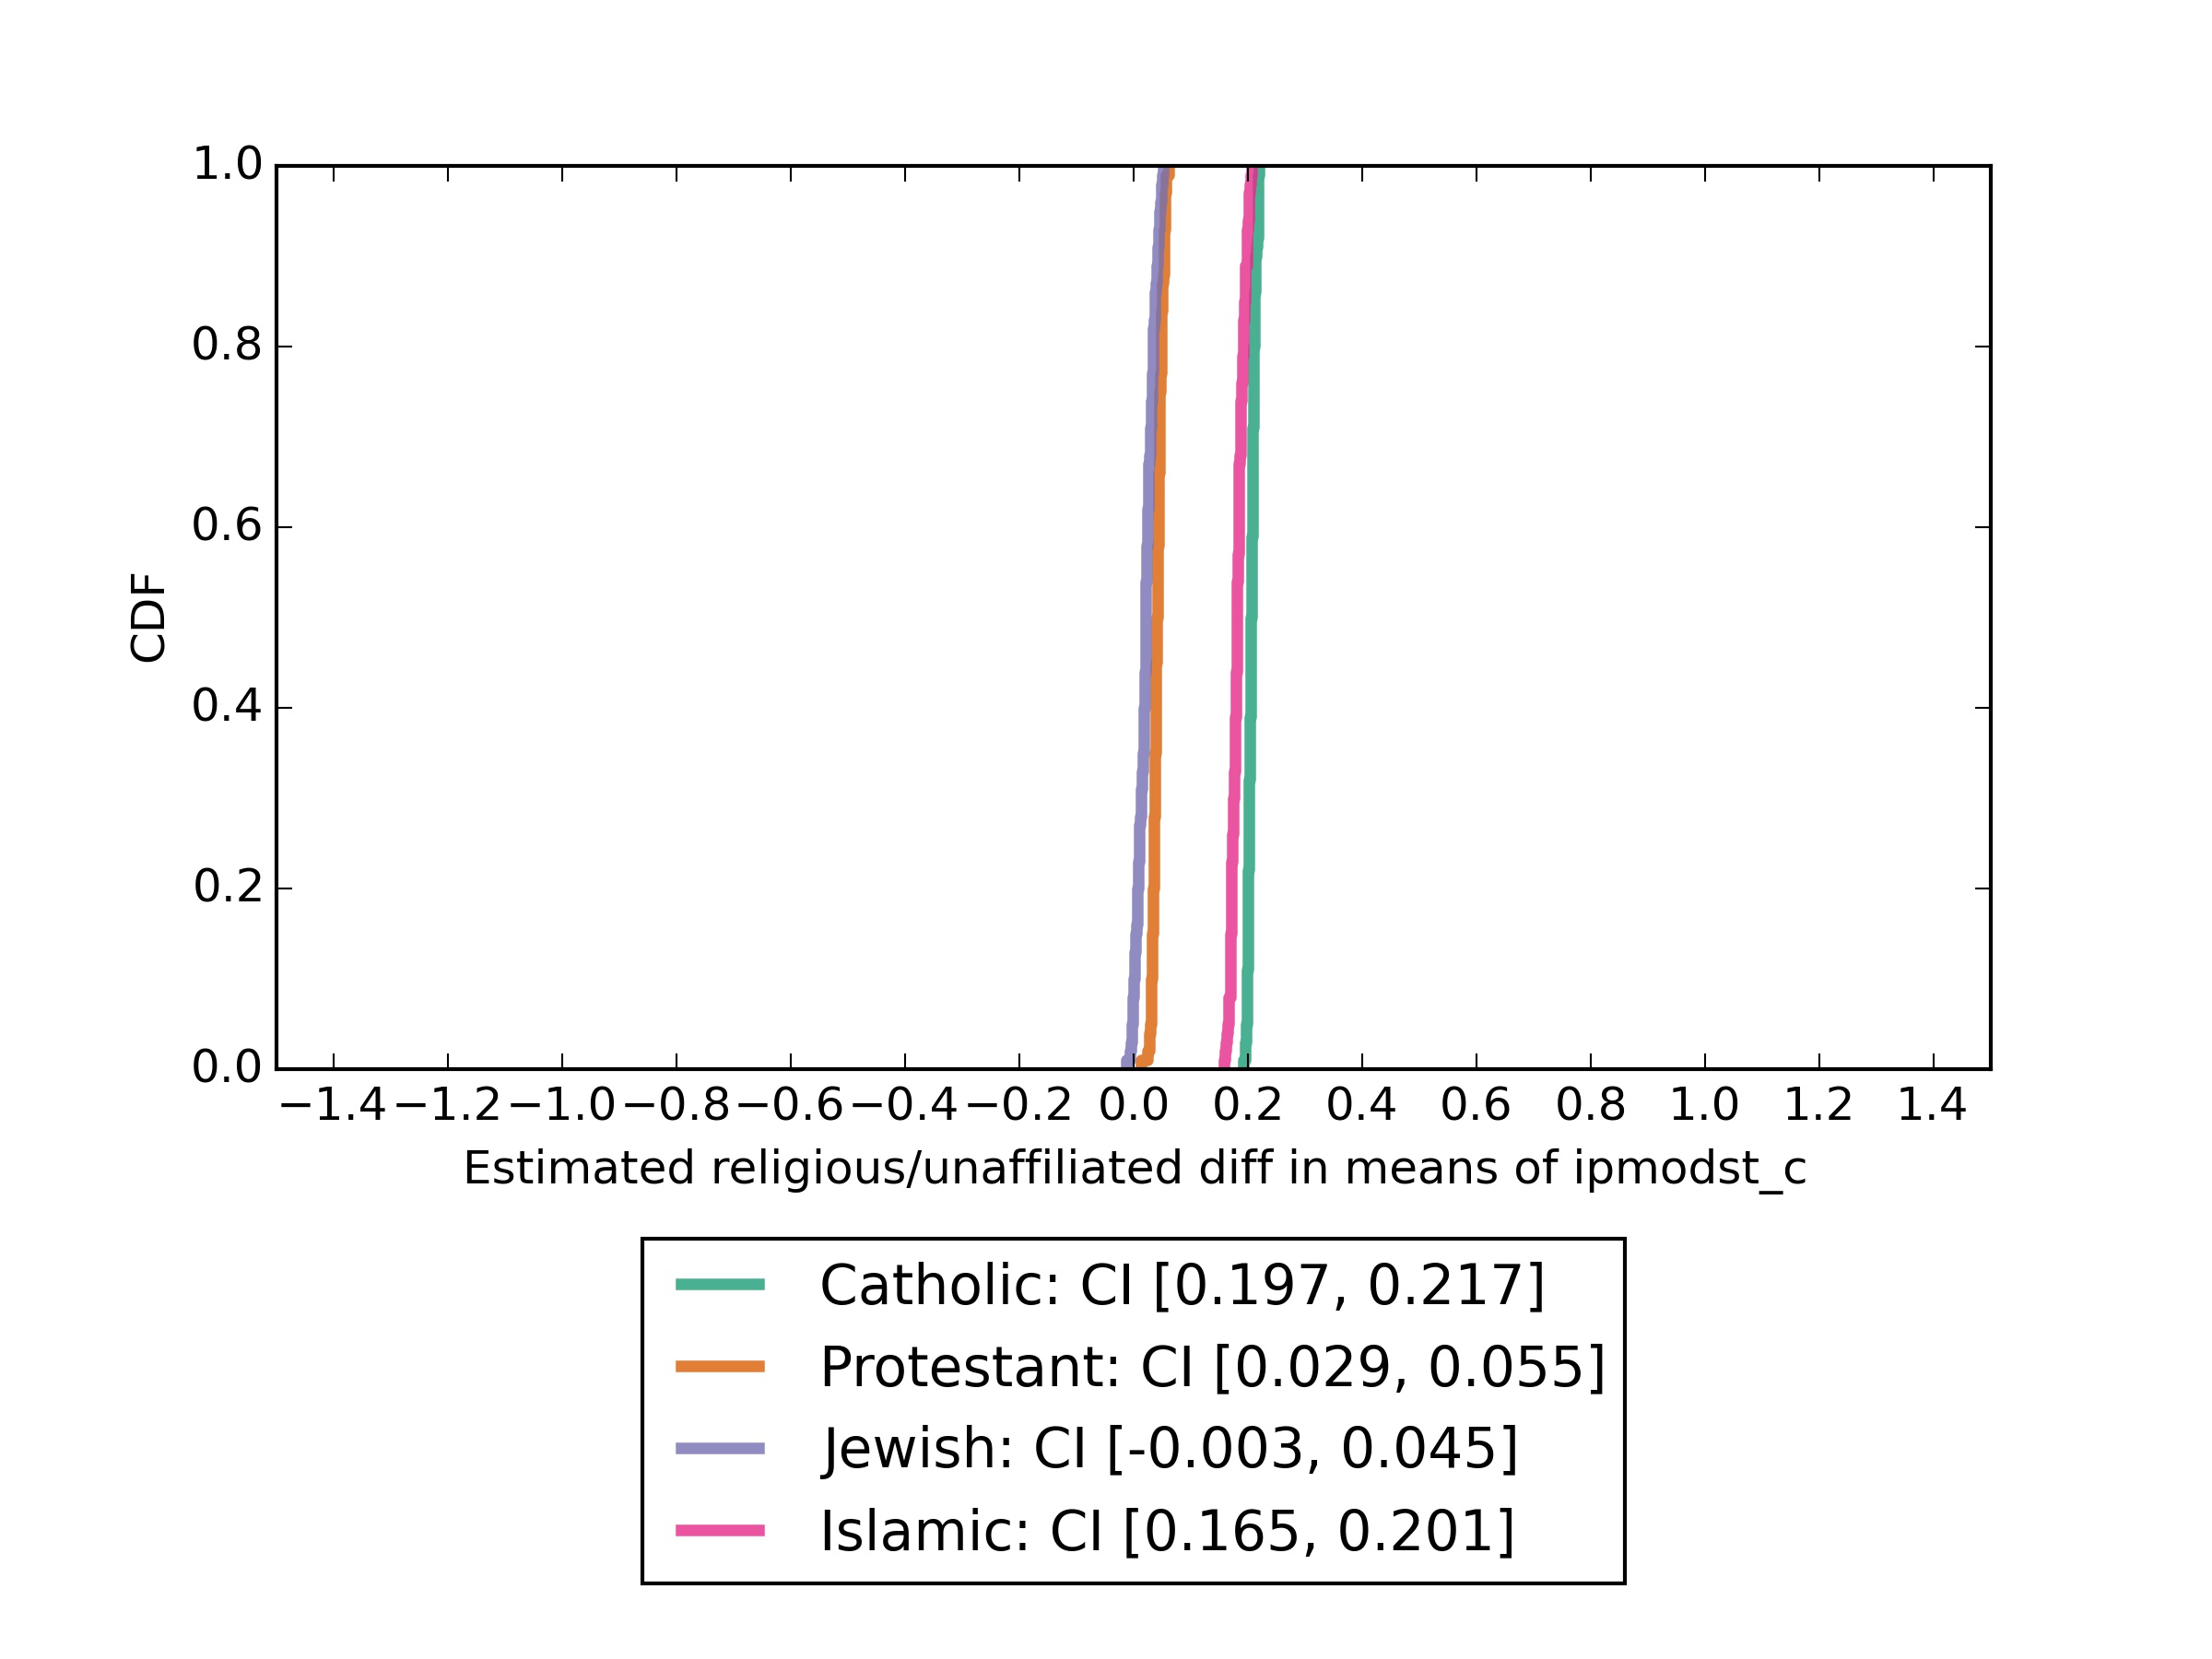 1.0
0.8
0.6
0.4
0.2
0.0
CDF
−1.4 −1.2 −1.0 −0.8 −0.6 −0.4 −0.2 0.0 0.2 0.4 0.6 0.8 1.0 1.2 1.4
Estimated religious/unaffiliated diff in means of ipmodst_c
Catholic: CI [0.197, 0.217]
Protestant: CI [0.029, 0.055]
Jewish: CI [-0.003, 0.045]
Islamic: CI [0.165, 0.201]